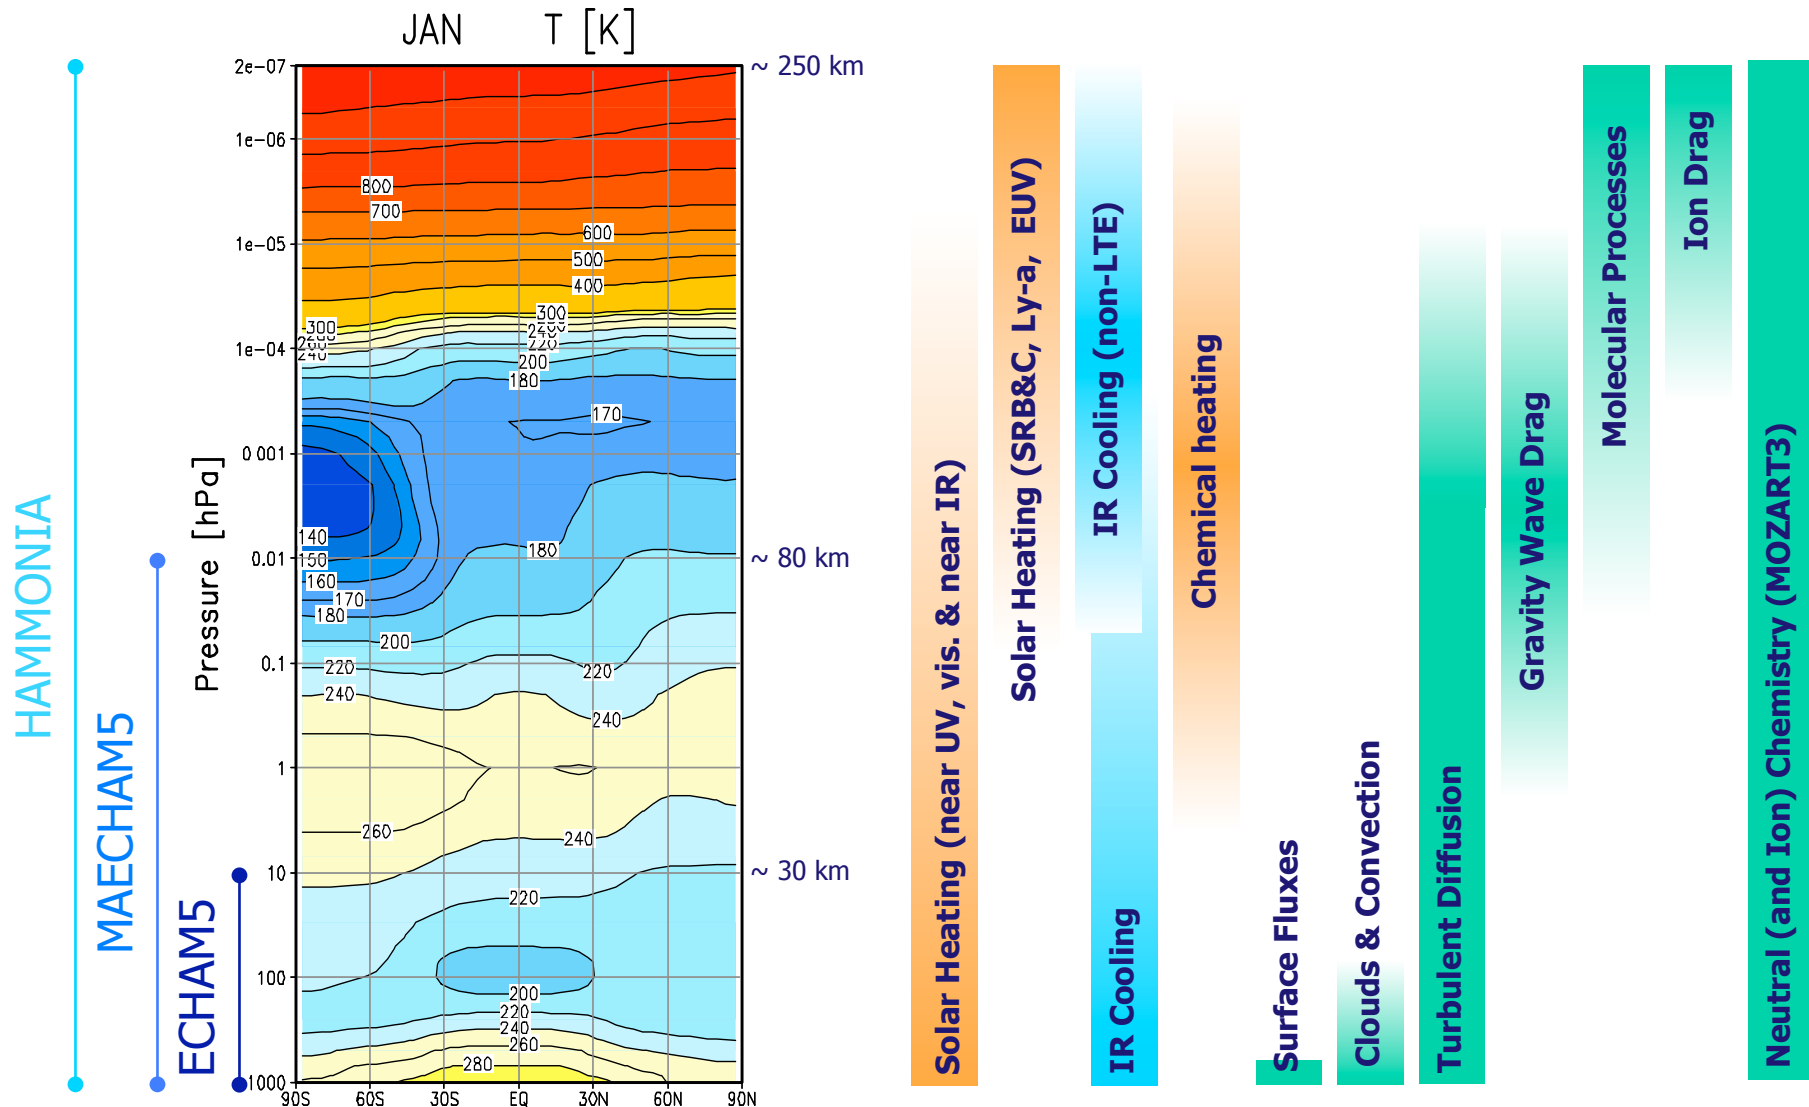 JAN T [K]
2e-07
1e-06
1e-05
1e-04
0 001
0.01
0.1
1
10
100
1000
Pressure [hPa]
90S 60S 30S EQ 30N 60N 90N
~ 250 km
~ 80 km
~ 30 km
HAMMONIA
MAECHAM5
ECHAM5
800
700
600
500
400
300
300
260
240
240
220
200
180
170
140
150
160
170
180
180
200
220
220
240
240
260
240
220
200
220
240
260
280
Solar Heating (near UV, vis. & near IR)
Solar Heating (SRB&C, Ly-a, EUV)
IR Cooling (non-LTE)
IR Cooling
Chemical heating
Surface Fluxes
Clouds & Convection
Turbulent Diffusion
Gravity Wave Drag
Molecular Processes
Ion Drag
Neutral (and Ion) Chemistry (MOZART3)